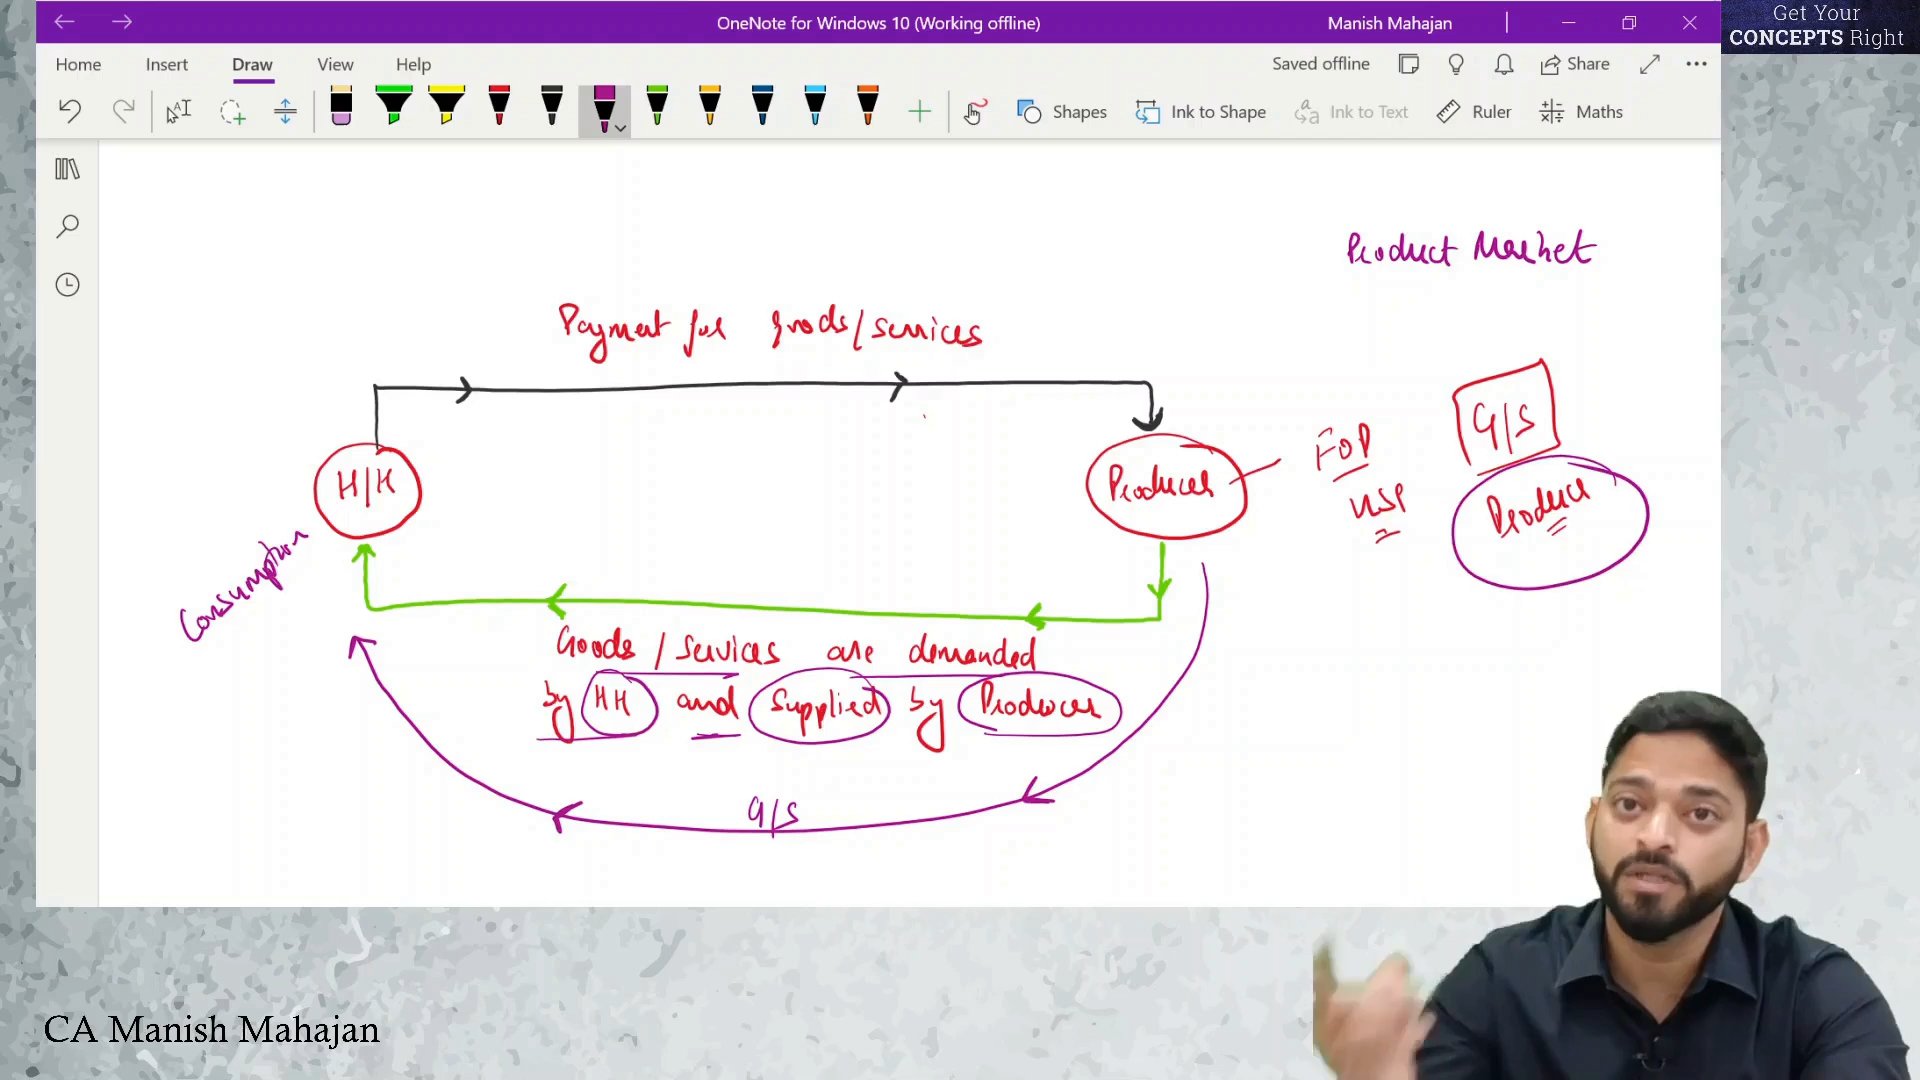 OneNote for Windows 10 (Working offline)
Manish Mahajan
Get Your
CONCEPTS Right
Home Insert Draw View Help
Saved offline
Share
Shapes
Ink to Shape
Ink to Text
Ruler
Maths
Product Market
Payment for goods/services
H/H
Producer
FOP
USP
G/S
Produce
Consumption
Goods/Services are demanded
by HH and Supplied by Producer
G/S
CA Manish Mahajan